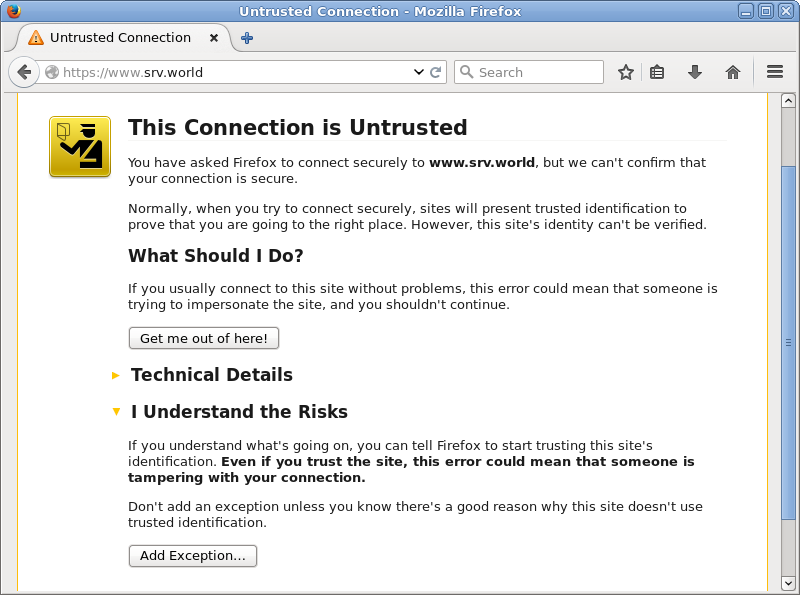 Untrusted Connection - Mozilla Firefox
Untrusted Connection
https://www.srv.world
Search
This Connection is Untrusted
You have asked Firefox to connect securely to www.srv.world, but we can't confirm that
your connection is secure.
Normally, when you try to connect securely, sites will present trusted identification to
prove that you are going to the right place. However, this site's identity can't be verified.
What Should I Do?
If you usually connect to this site without problems, this error could mean that someone is
trying to impersonate the site, and you shouldn't continue.
Get me out of here!
Technical Details
I Understand the Risks
If you understand what's going on, you can tell Firefox to start trusting this site's
identification. Even if you trust the site, this error could mean that someone is
tampering with your connection.
Don't add an exception unless you know there's a good reason why this site doesn't use
trusted identification.
Add Exception...